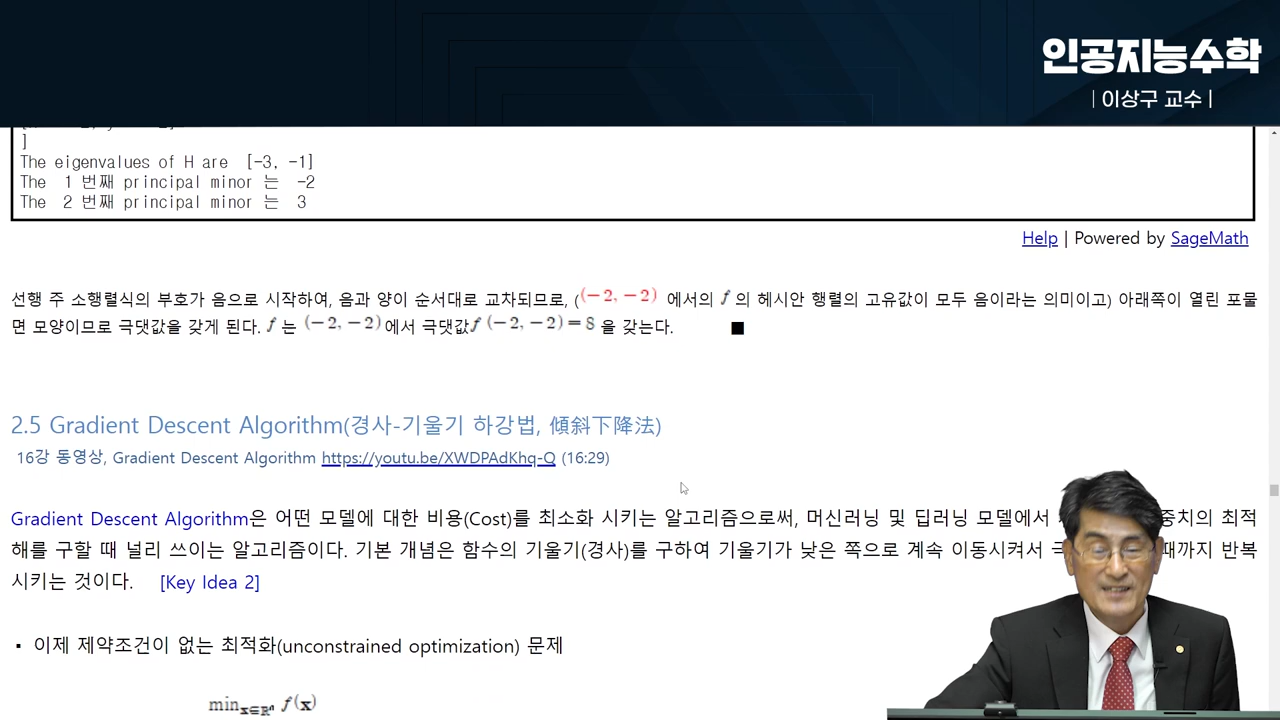 인공지능수학
| 이상구 교수 |
]
The eigenvalues of H are [-3, -1]
The 1 번째 principal minor 는 -2
The 2 번째 principal minor 는 3
Help | Powered by SageMath
선행 주 소행렬식의 부호가 음으로 시작하여, 음과 양이 순서대로 교차되므로, ((−2, −2) 에서의 f 의 헤시안 행렬의 고유값이 모두 음이라는 의미이고) 아래쪽이 열린 포물
면 모양이므로 극댓값을 갖게 된다. f 는 (−2, −2) 에서 극댓값 f (−2, −2) = 8 을 갖는다. ■
2.5 Gradient Descent Algorithm(경사-기울기 하강법, 傾斜下降法)
16강 동영상, Gradient Descent Algorithm https://youtu.be/XWDPAdKhq-Q (16:29)
Gradient Descent Algorithm은 어떤 모델에 대한 비용(Cost)를 최소화 시키는 알고리즘으로써, 머신러닝 및 딥러닝 모델에서 중치의 최적
해를 구할 때 널리 쓰이는 알고리즘이다. 기본 개념은 함수의 기울기(경사)를 구하여 기울기가 낮은 쪽으로 계속 이동시켜서 때까지 반복
시키는 것이다. [Key Idea 2]
▪ 이제 제약조건이 없는 최적화(unconstrained optimization) 문제
min x∈ℝⁿ f(x)